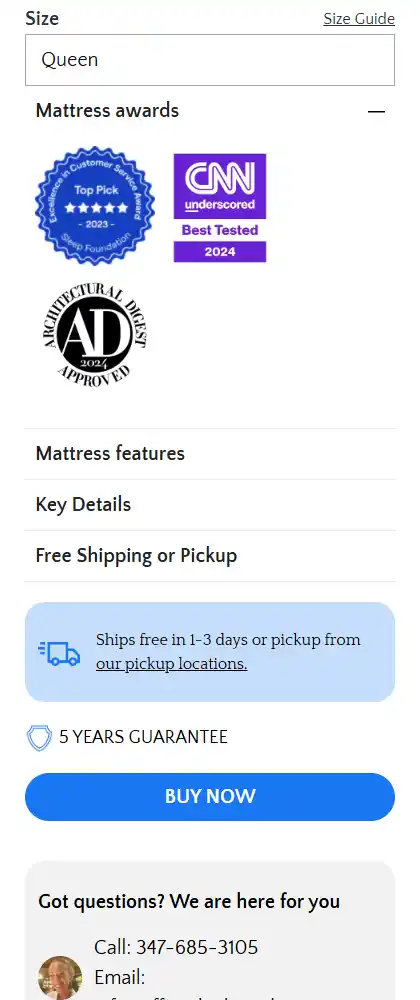 Size
Size Guide
Queen
Mattress awards
Excellence in Customer Service Award
Top Pick
- 2023 -
Sleep Foundation
CNN
underscored
Best Tested
2024
ARCHITECTURAL DIGEST
AD
2024
APPROVED
Mattress features
Key Details
Free Shipping or Pickup
Ships free in 1-3 days or pickup from
our pickup locations.
5 YEARS GUARANTEE
BUY NOW
Got questions? We are here for you
Call: 347-685-3105
Email: